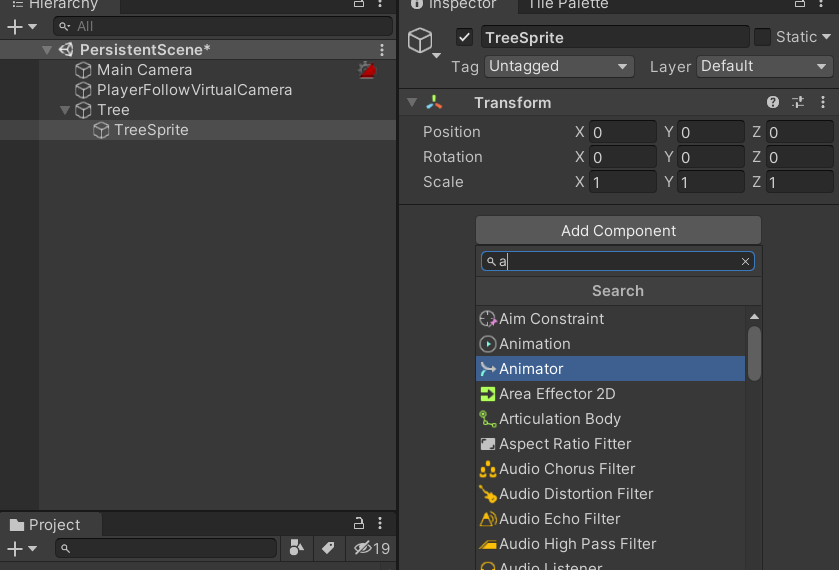 Hierarchy
All
PersistentScene*
Main Camera
PlayerFollowVirtualCamera
Tree
TreeSprite
Project
19
Inspector
Tile Palette
TreeSprite
Static
Tag Untagged Layer Default
Transform
Position X 0 Y 0 Z 0
Rotation X 0 Y 0 Z 0
Scale X 1 Y 1 Z 1
Add Component
a
Search
Aim Constraint
Animation
Animator
Area Effector 2D
Articulation Body
Aspect Ratio Fitter
Audio Chorus Filter
Audio Distortion Filter
Audio Echo Filter
Audio High Pass Filter
Audio Listener